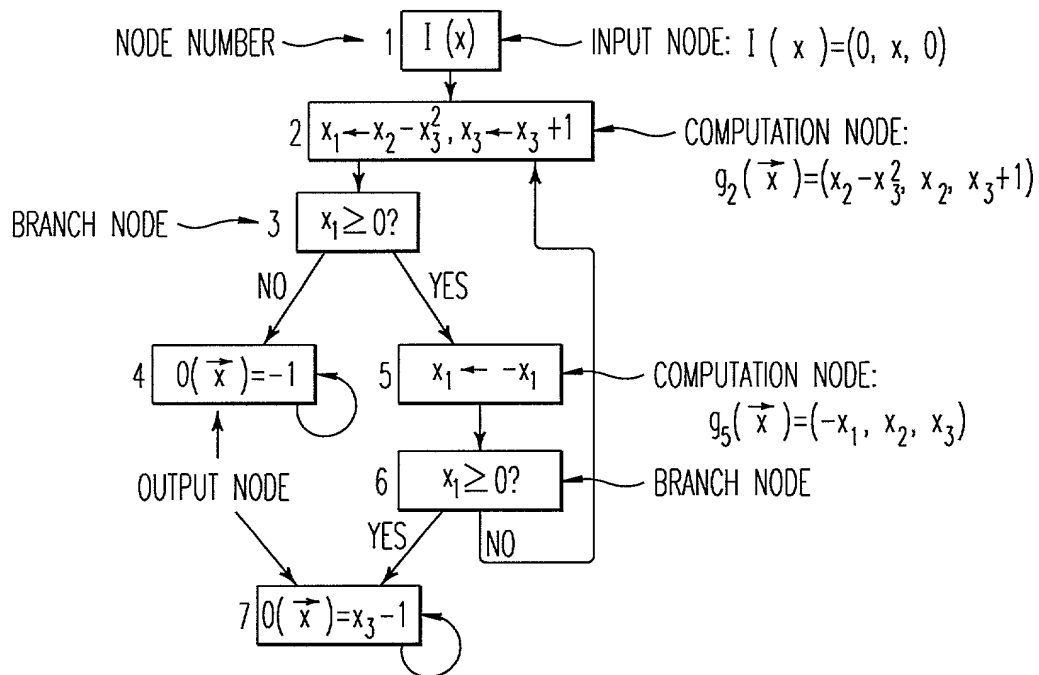 NODE NUMBER 1 I (x) INPUT NODE: I ( x )=(0, x, 0)
2 x₁←x₂−x₃², x₃←x₃+1 COMPUTATION NODE:
g₂(x⃗)=(x₂−x₃², x₂, x₃+1)
BRANCH NODE 3 x₁≥0?
NO YES
4 0(x⃗)=−1 5 x₁ ← −x₁ COMPUTATION NODE:
g₅(x⃗)=(−x₁, x₂, x₃)
OUTPUT NODE 6 x₁≥0? BRANCH NODE
YES NO
7 0(x⃗)=x₃−1